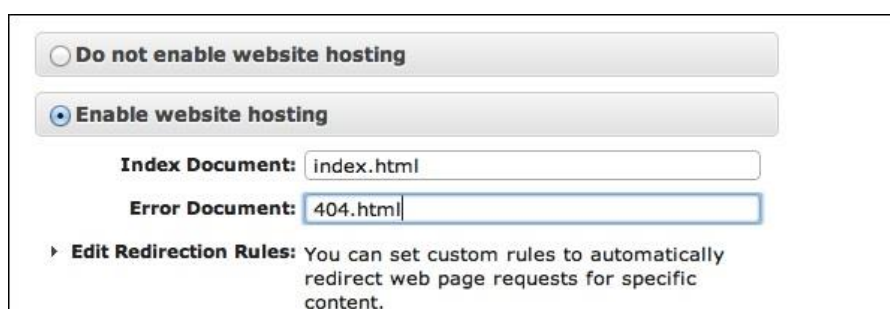 Do not enable website hosting
Enable website hosting
Index Document: index.html
Error Document: 404.html
Edit Redirection Rules: You can set custom rules to automatically
redirect web page requests for specific
content.